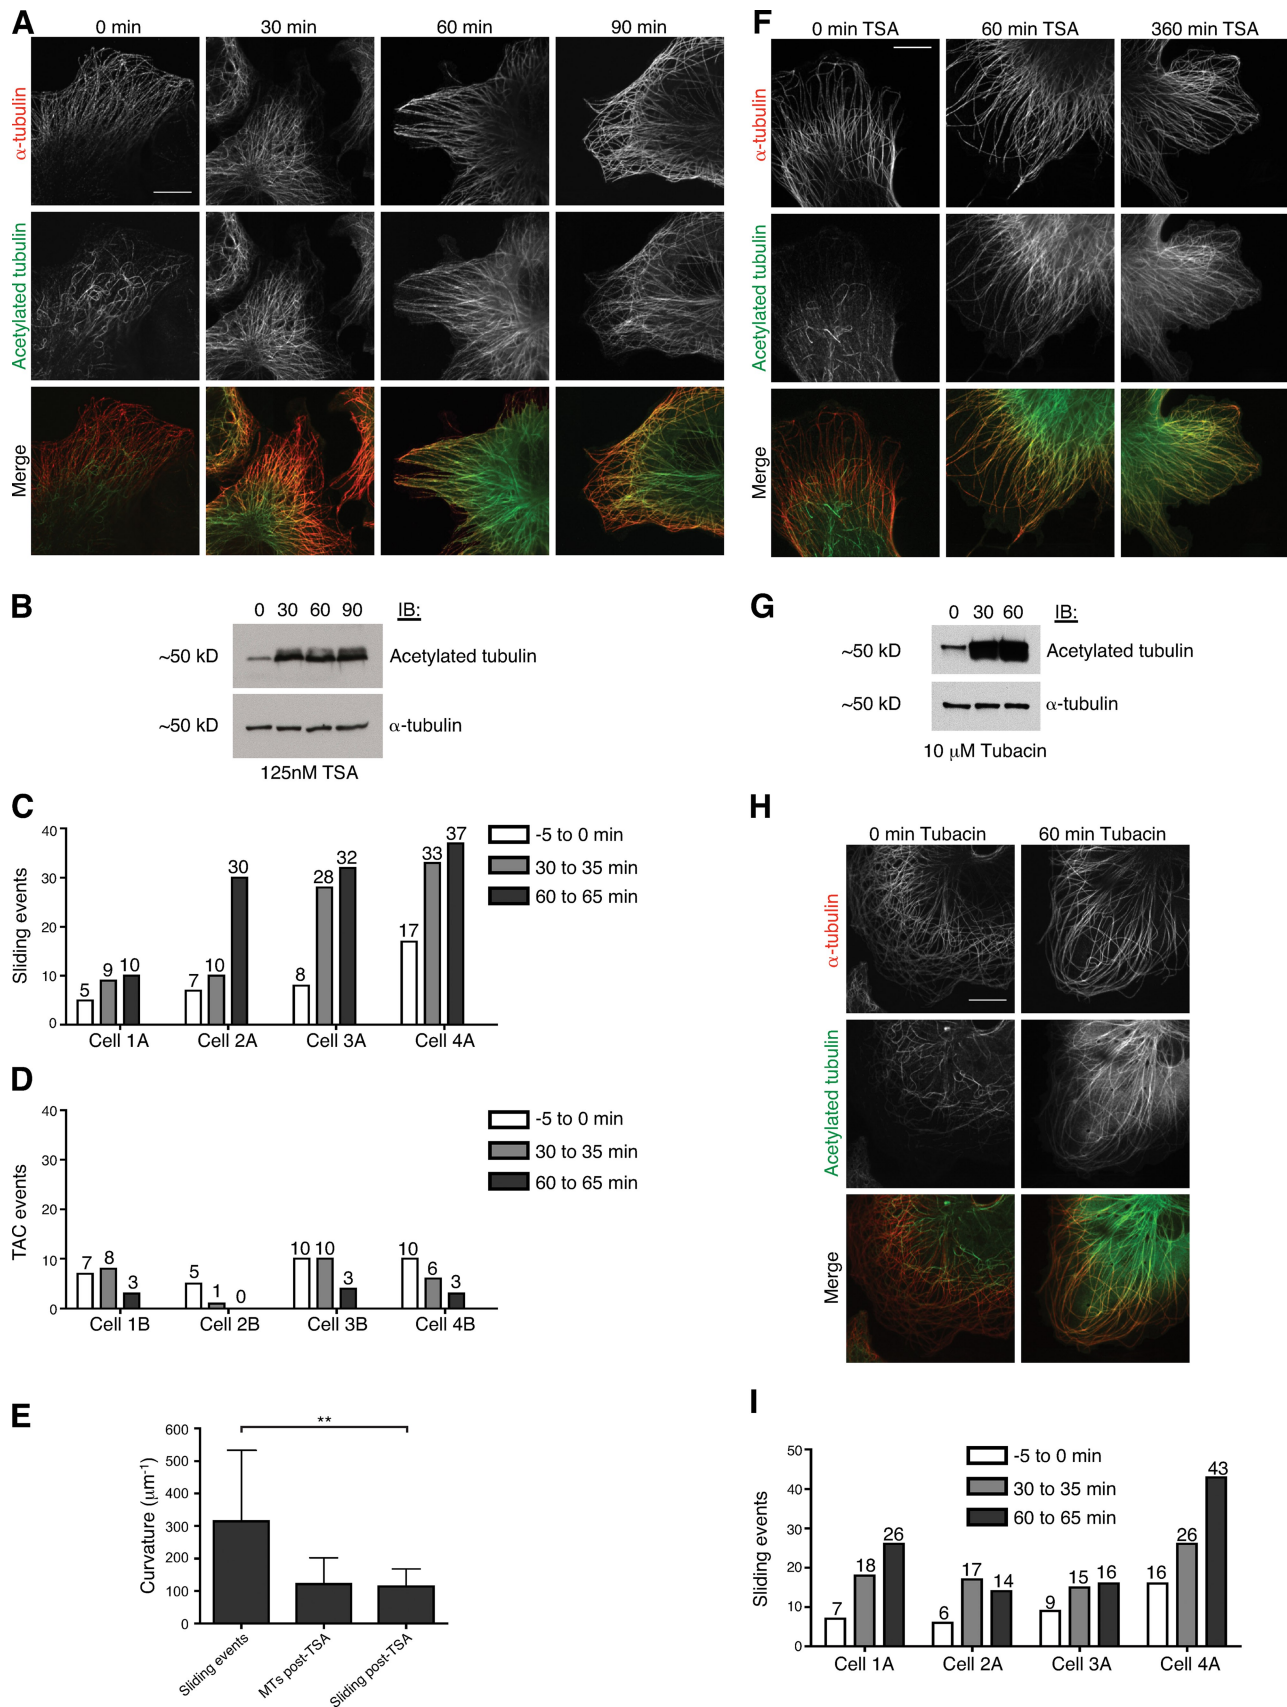 A
0 min
30 min
60 min
90 min
α-tubulin
Acetylated tubulin
Merge
B
0 30 60 90 IB:
~50 kD
Acetylated tubulin
~50 kD
α-tubulin
125nM TSA
C
Sliding events
40
30
20
10
0
5 9 10
7 10 30
8 28 32
17 33 37
Cell 1A
Cell 2A
Cell 3A
Cell 4A
-5 to 0 min
30 to 35 min
60 to 65 min
D
TAC events
40
30
20
10
0
7 8 3
5 1 0
10 10 3
10 6 3
Cell 1B
Cell 2B
Cell 3B
Cell 4B
-5 to 0 min
30 to 35 min
60 to 65 min
E
Curvature (μm-1)
600
500
400
300
200
100
0
**
Sliding events
MTs post-TSA
Sliding post-TSA
F
0 min TSA
60 min TSA
360 min TSA
α-tubulin
Acetylated tubulin
Merge
G
0 30 60 IB:
~50 kD
Acetylated tubulin
~50 kD
α-tubulin
10 μM Tubacin
H
0 min Tubacin
60 min Tubacin
α-tubulin
Acetylated tubulin
Merge
I
Sliding events
50
40
30
20
10
0
7 18 26
6 17 14
9 15 16
16 26 43
Cell 1A
Cell 2A
Cell 3A
Cell 4A
-5 to 0 min
30 to 35 min
60 to 65 min